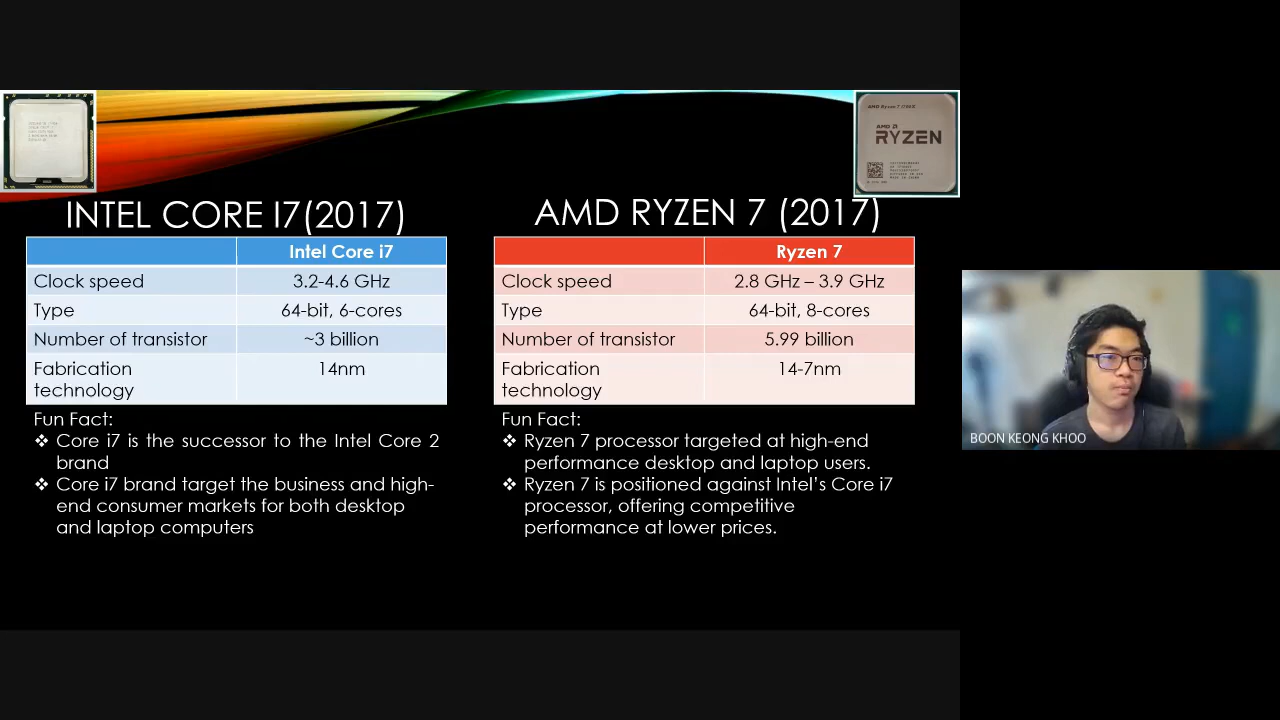 INTEL CORE I7(2017)
Intel Core i7
Clock speed 3.2-4.6 GHz
Type 64-bit, 6-cores
Number of transistor ~3 billion
Fabrication technology 14nm
Fun Fact:
❖ Core i7 is the successor to the Intel Core 2
brand
❖ Core i7 brand target the business and high-
end consumer markets for both desktop
and laptop computers
AMD Ryzen 7
AMD
RYZEN
AMD RYZEN 7 (2017)
Ryzen 7
Clock speed 2.8 GHz – 3.9 GHz
Type 64-bit, 8-cores
Number of transistor 5.99 billion
Fabrication technology 14-7nm
Fun Fact:
❖ Ryzen 7 processor targeted at high-end
performance desktop and laptop users.
❖ Ryzen 7 is positioned against Intel’s Core i7
processor, offering competitive
performance at lower prices.
BOON KEONG KHOO